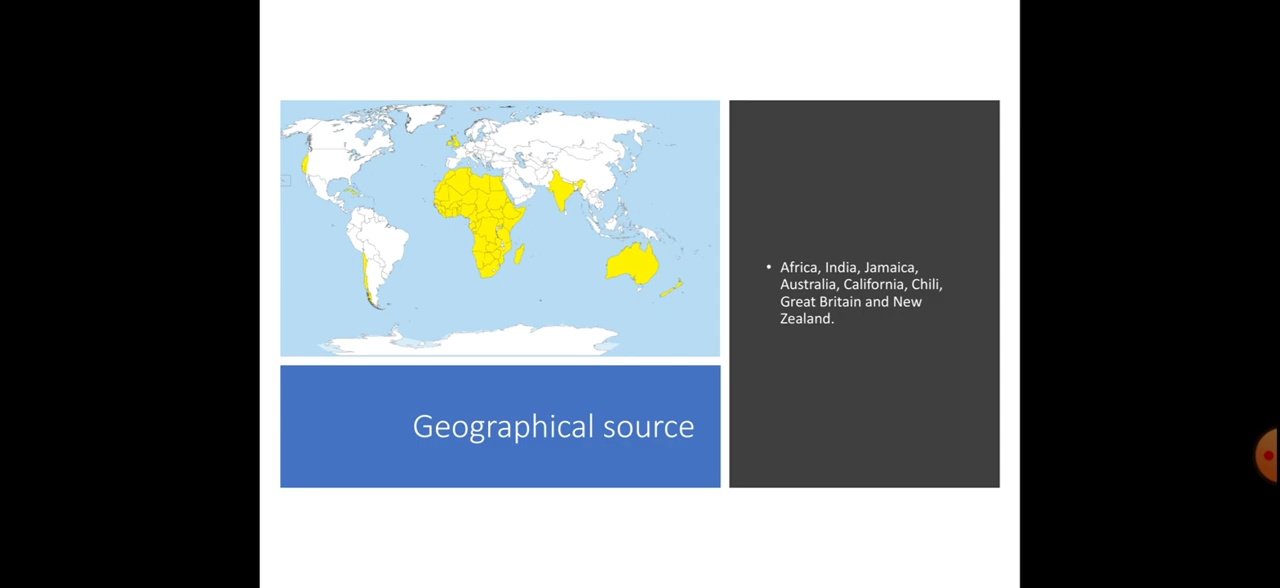 Geographical source
• Africa, India, Jamaica,
Australia, California, Chili,
Great Britain and New
Zealand.